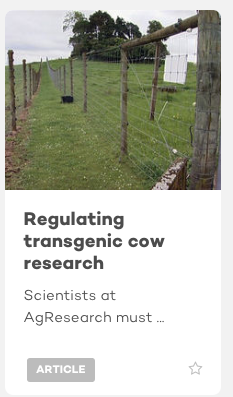 Regulating
transgenic cow
research
Scientists at
AgResearch must ...
ARTICLE